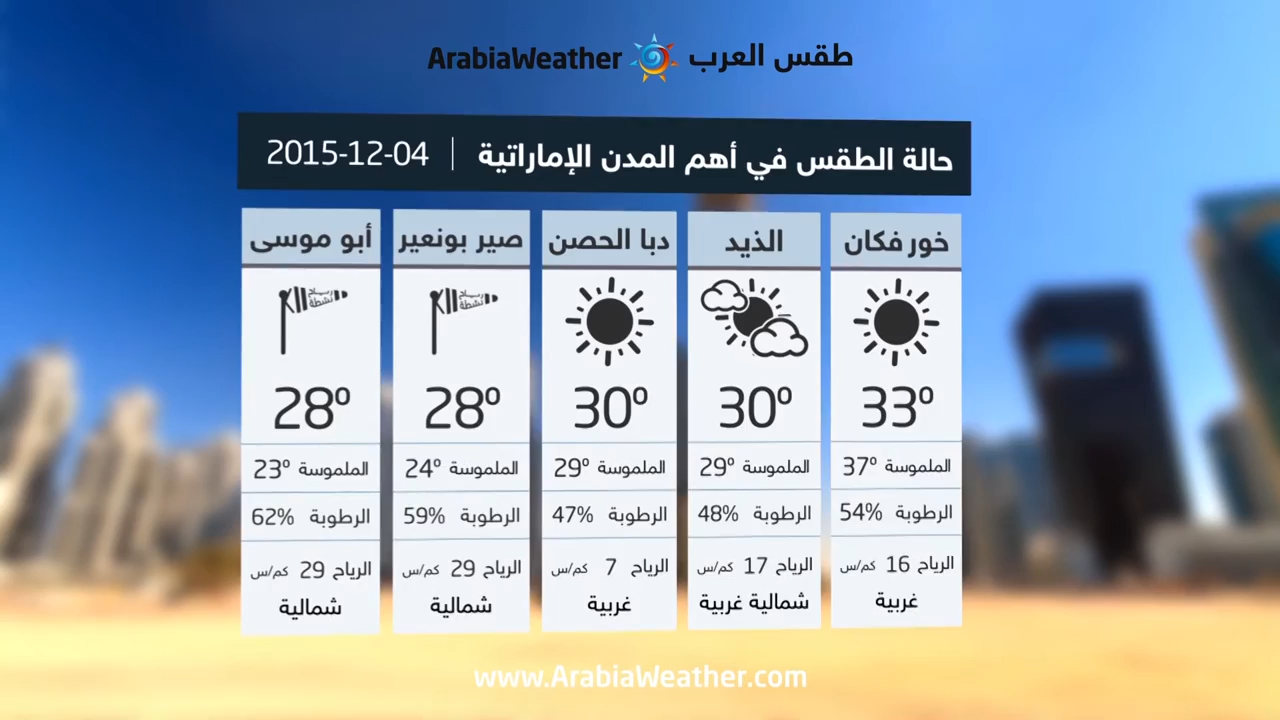 ArabiaWeather طقس العرب
حالة الطقس في أهم المدن الإماراتية | 2015-12-04
خور فكان
33º
الملموسة 37º
الرطوبة 54%
الرياح 16 كم/س
غربية
الذيد
30º
الملموسة 29º
الرطوبة 48%
الرياح 17 كم/س
شمالية غربية
دبا الحصن
30º
الملموسة 29º
الرطوبة 47%
الرياح 7 كم/س
غربية
صير بونعير
رياح
نشطة
28º
الملموسة 24º
الرطوبة 59%
الرياح 29 كم/س
شمالية
أبو موسى
رياح
نشطة
28º
الملموسة 23º
الرطوبة 62%
الرياح 29 كم/س
شمالية
www.ArabiaWeather.com